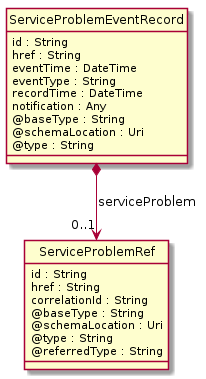 ServiceProblemEventRecord
id : String
href : String
eventTime : DateTime
eventType : String
recordTime : DateTime
notification : Any
@baseType : String
@schemaLocation : Uri
@type : String
serviceProblem
0..1
ServiceProblemRef
id : String
href : String
correlationId : String
@baseType : String
@schemaLocation : Uri
@type : String
@referredType : String